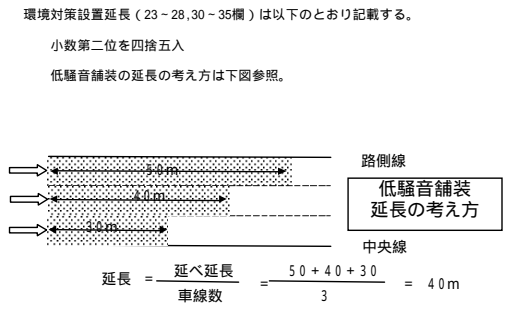 環境対策設置延長(23~28,30~35欄)は以下のとおり記載する。
小数第二位を四捨五入
低騒音舗装の延長の考え方は下図参照。
50m
路側線
40m
低騒音舗装
延長の考え方
30m
中央線
延長 = 延べ延長 / 車線数 = 50+40+30 / 3 = 40m